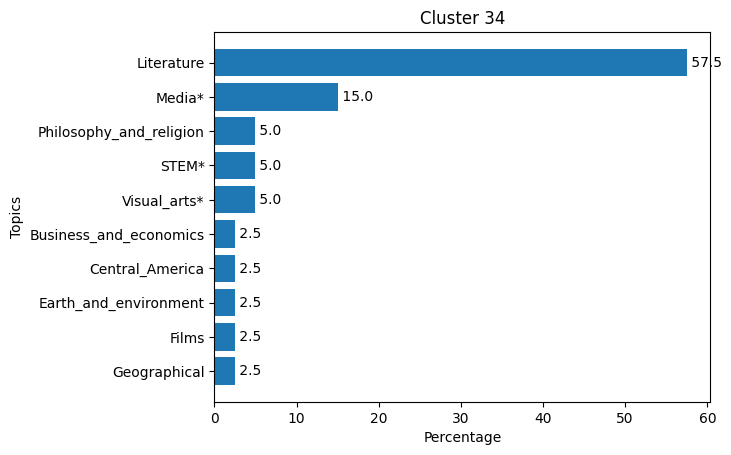 Cluster 34
Topics
Literature 57.5
Media* 15.0
Philosophy_and_religion 5.0
STEM* 5.0
Visual_arts* 5.0
Business_and_economics 2.5
Central_America 2.5
Earth_and_environment 2.5
Films 2.5
Geographical 2.5
0 10 20 30 40 50 60
Percentage